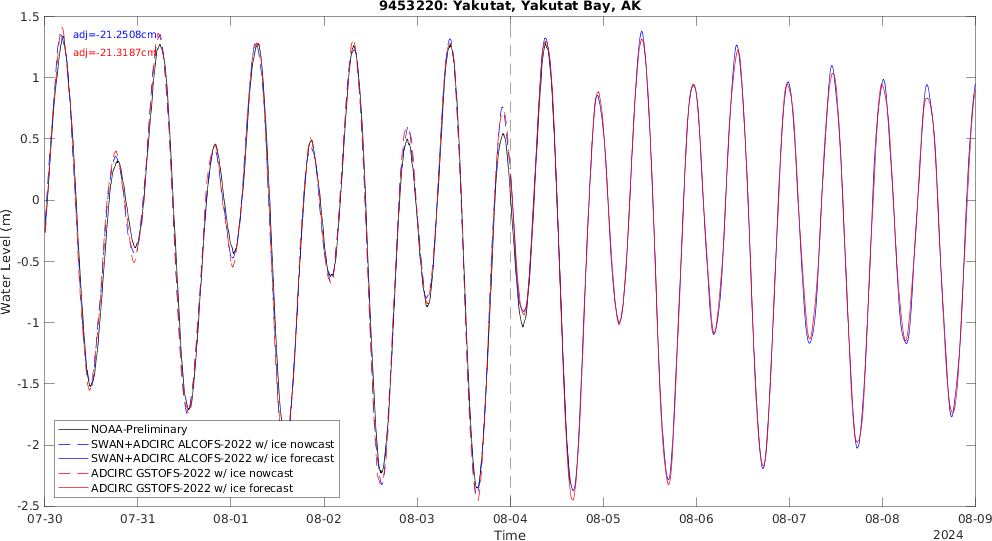 9453220: Yakutat, Yakutat Bay, AK
adj=-21.2508cm
adj=-21.3187cm
Water Level (m)
1.5
1
0.5
0
-0.5
-1
-1.5
-2
-2.5
NOAA-Preliminary
SWAN+ADCIRC ALCOFS-2022 w/ ice nowcast
SWAN+ADCIRC ALCOFS-2022 w/ ice forecast
ADCIRC GSTOFS-2022 w/ ice nowcast
ADCIRC GSTOFS-2022 w/ ice forecast
07-30 07-31 08-01 08-02 08-03 08-04 08-05 08-06 08-07 08-08 08-09
Time
2024